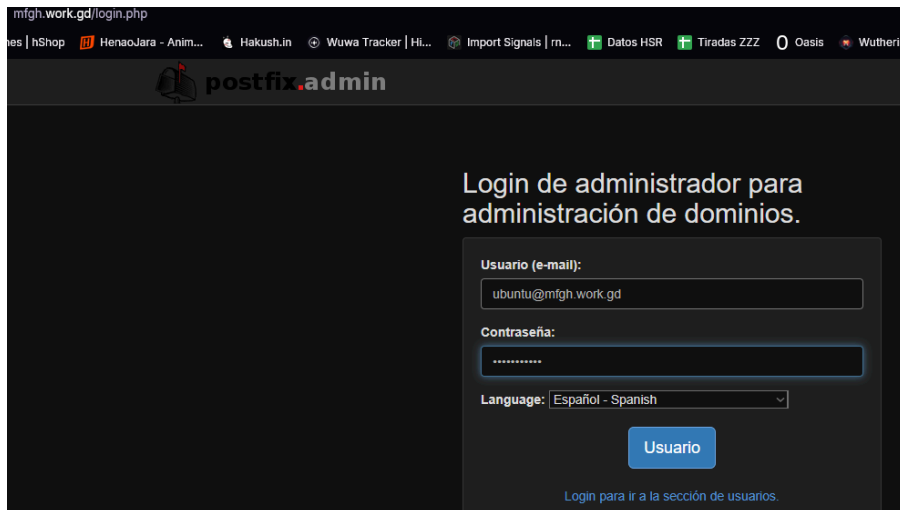 mfgh.work.gd/login.php
nes | hShop HenaoJara - Anim... Hakush.in Wuwa Tracker | Hi... Import Signals | rn... Datos HSR Tiradas ZZZ Oasis Wutheri
postfix.admin
Login de administrador para
administración de dominios.
Usuario (e-mail):
ubuntu@mfgh.work.gd
Contraseña:
•••••••••••
Language: Español - Spanish
Usuario
Login para ir a la sección de usuarios.